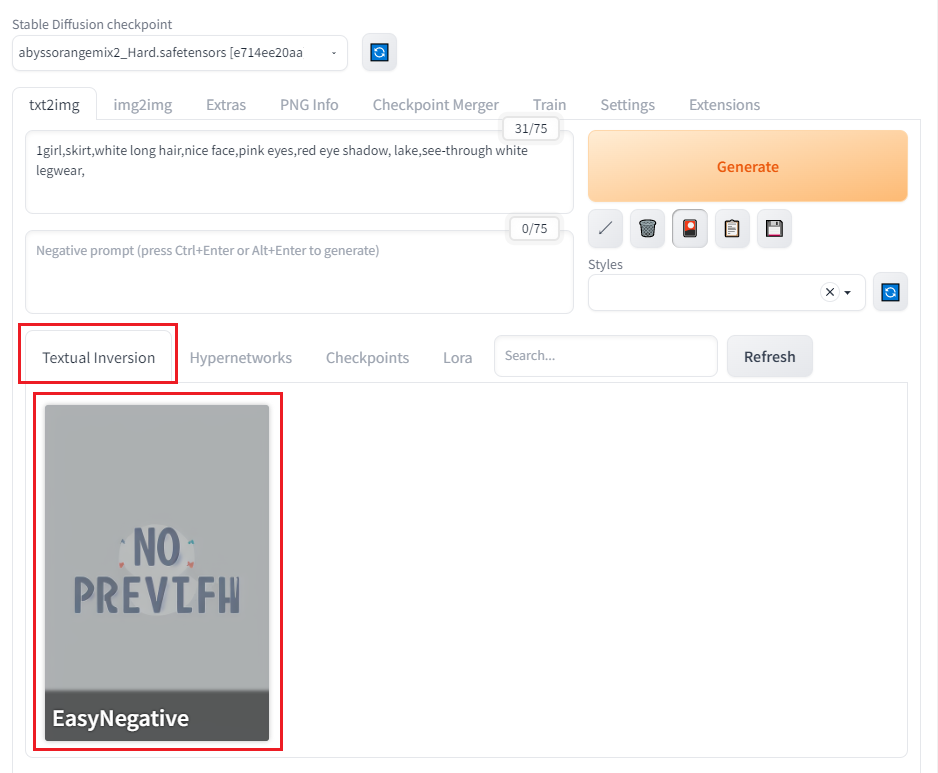 Stable Diffusion checkpoint
abyssorangemix2_Hard.safetensors [e714ee20aa
txt2img img2img Extras PNG Info Checkpoint Merger Train Settings Extensions
31/75
1girl,skirt,white long hair,nice face,pink eyes,red eye shadow, lake,see-through white
legwear,
Generate
0/75
Negative prompt (press Ctrl+Enter or Alt+Enter to generate)
Styles
Textual Inversion Hypernetworks Checkpoints Lora Search... Refresh
NO
PREVIFW
EasyNegative